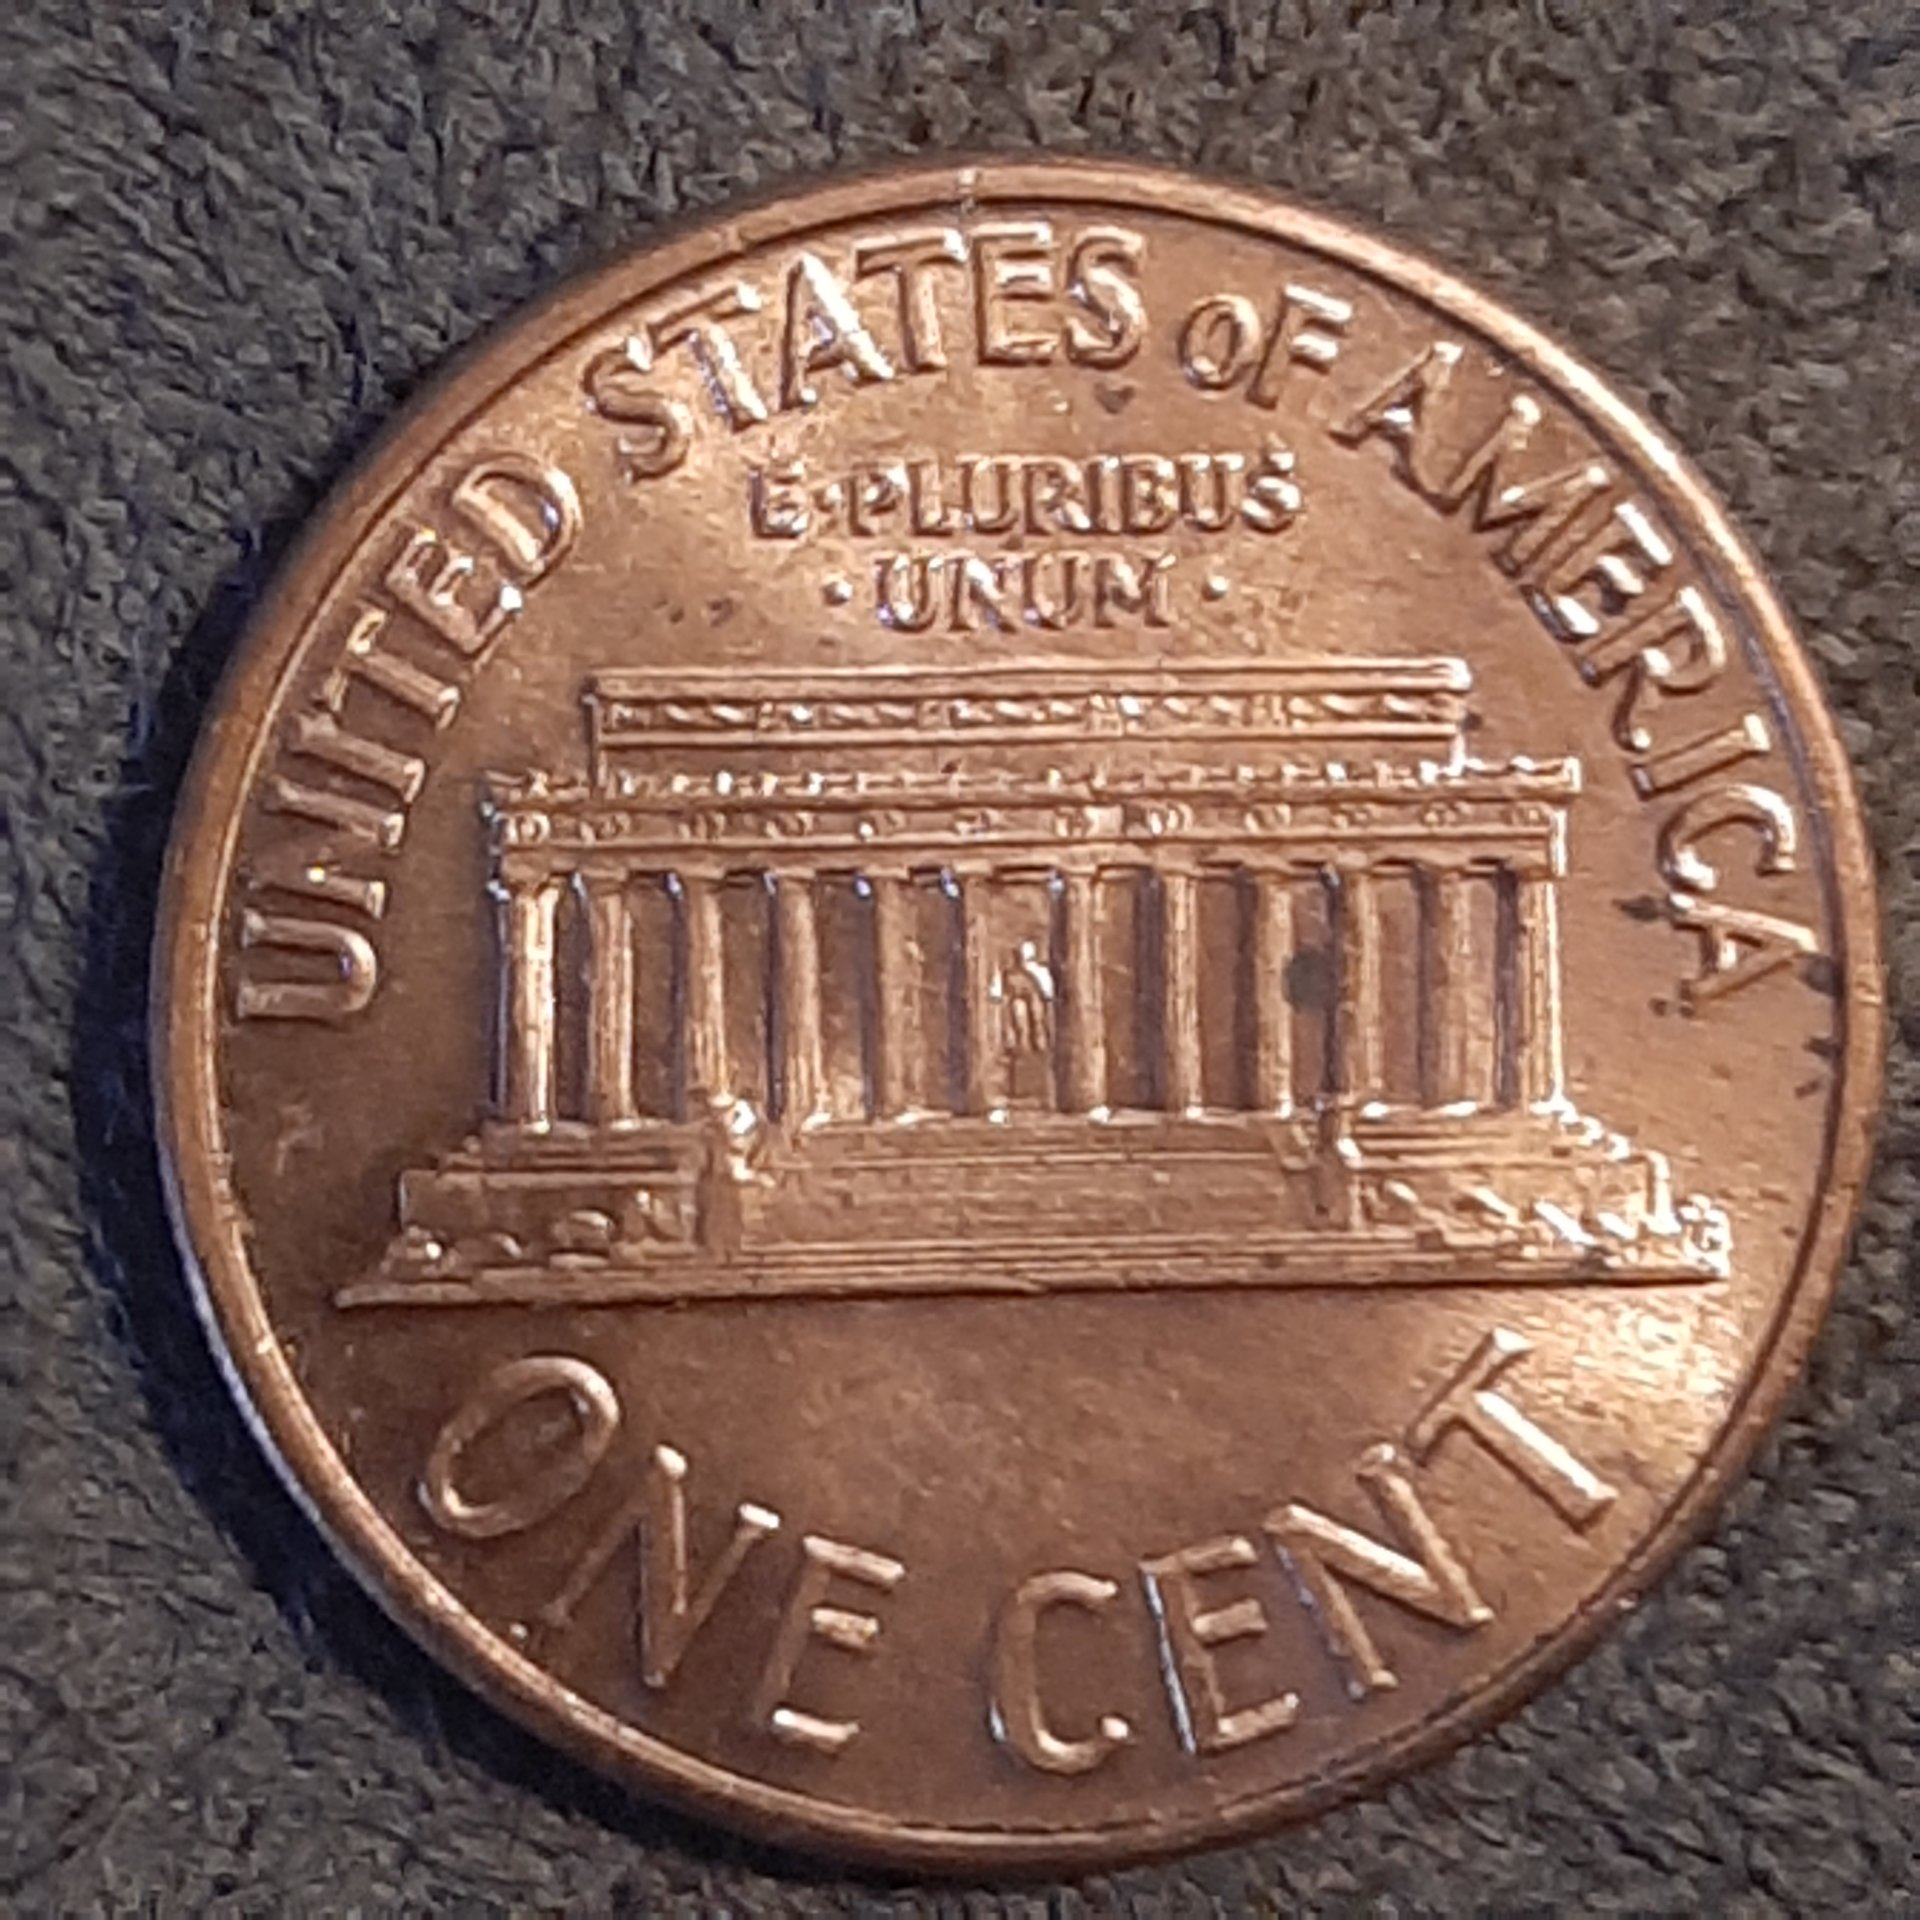 UNITED STATES OF AMERICA
E·PLURIBUS
·UNUM·
ONE CENT